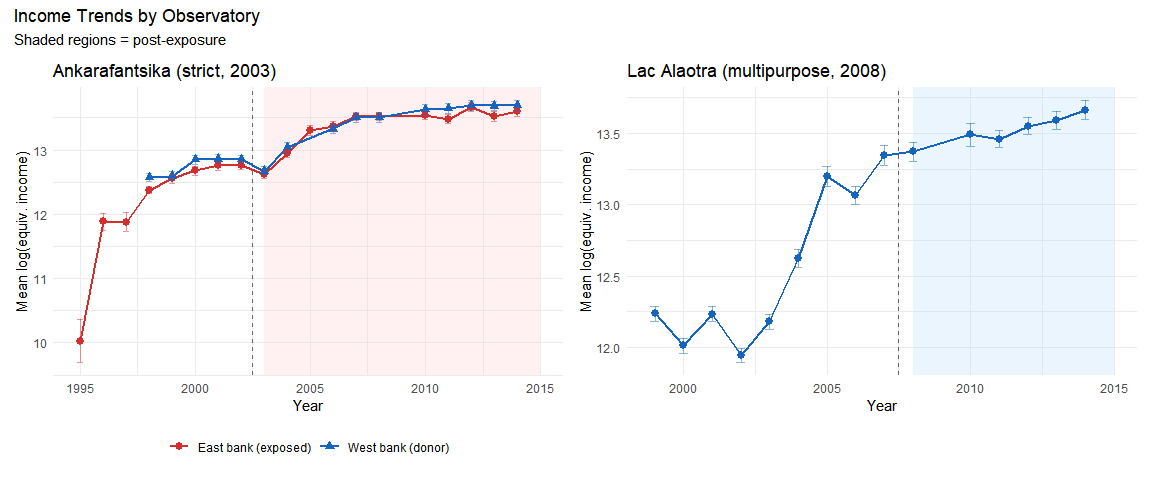 Income Trends by Observatory
Shaded regions = post-exposure
Ankarafantsika (strict, 2003)
Mean log(equiv. income)
13
12
11
10
1995
2000
2005
2010
2015
Year
East bank (exposed)
West bank (donor)
Lac Alaotra (multipurpose, 2008)
Mean log(equiv. income)
13.5
13.0
12.5
12.0
2000
2005
2010
2015
Year